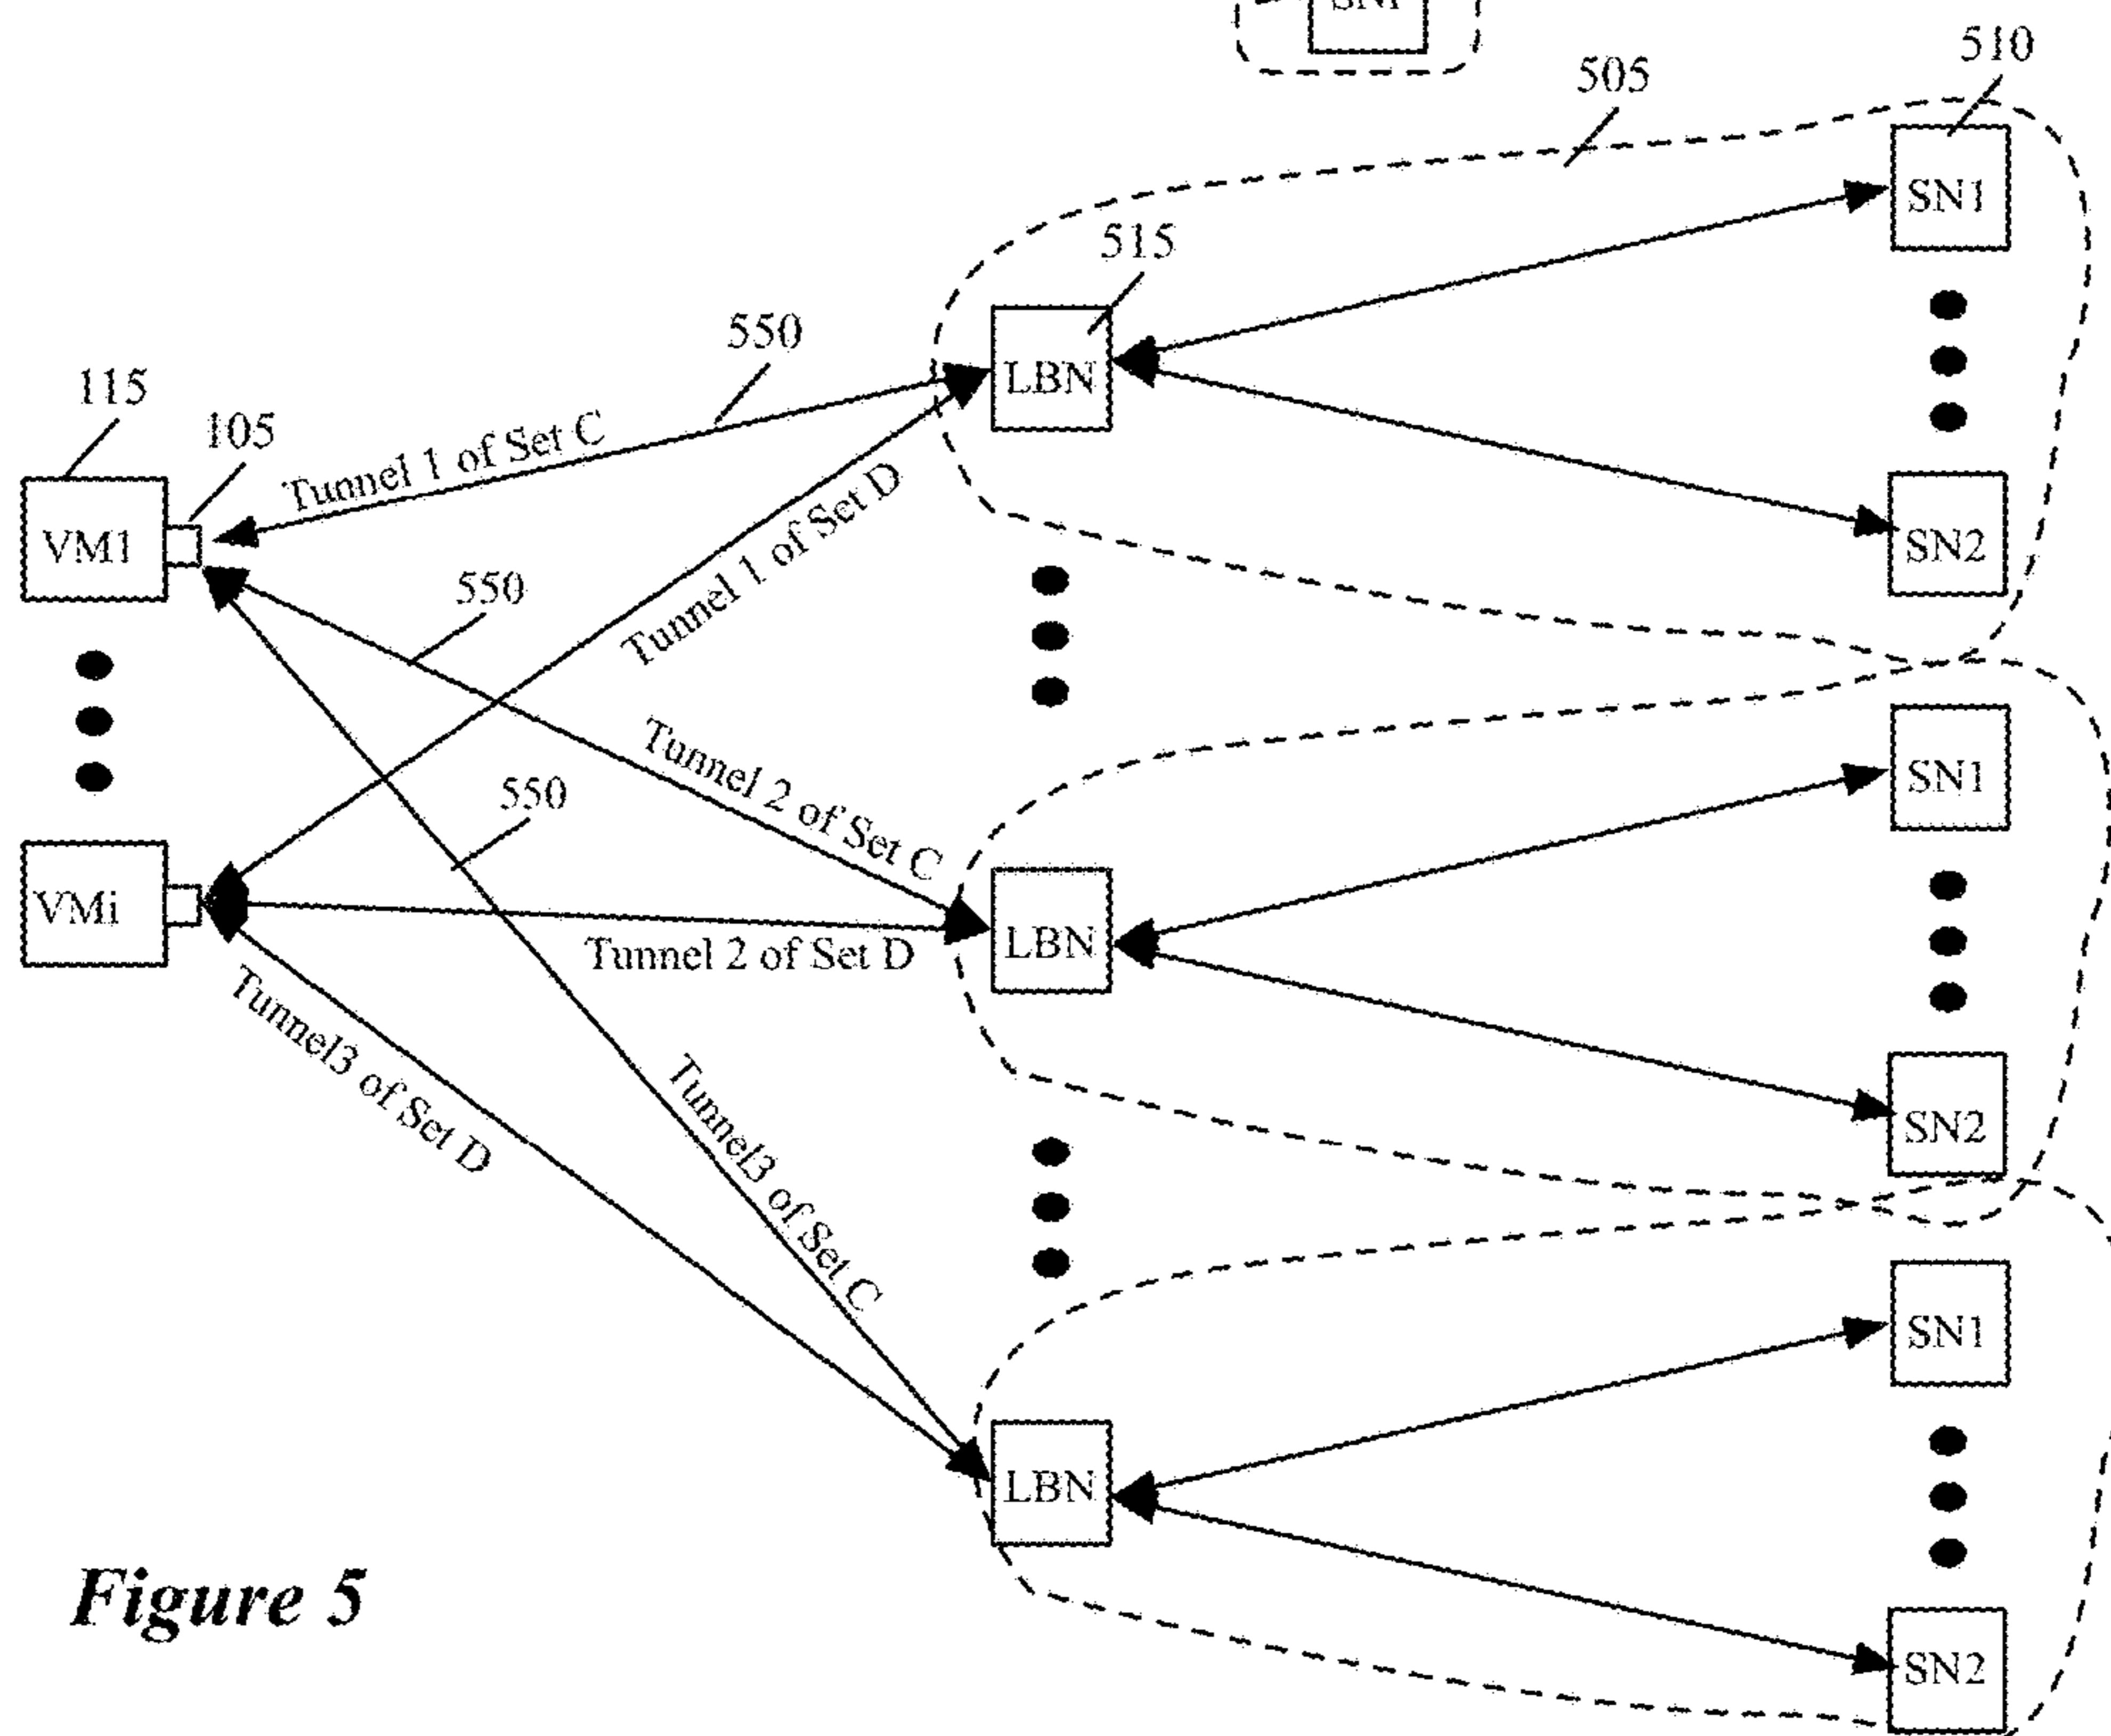 SNi
510
505
SN1
515
550
LBN
115
105
Tunnel 1 of Set C
Tunnel 1 of Set D
VM1
SN2
550
SN1
Tunnel 2 of Set C
550
VMi
LBN
Tunnel 2 of Set D
Tunnel3 of Set D
Tunnel3 of Set C
SN2
SN1
LBN
Figure 5
SN2